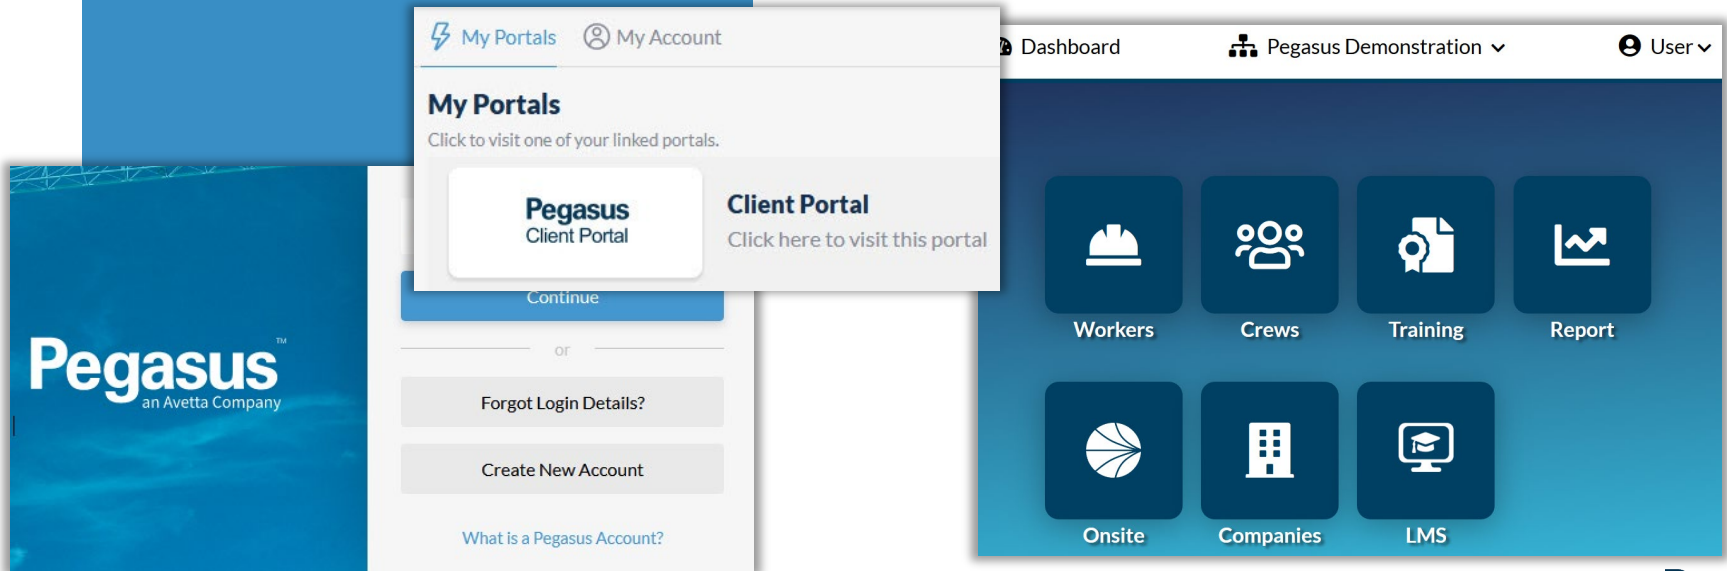 My Portals
My Account
My Portals
Click to visit one of your linked portals.
Pegasus
Client Portal
Client Portal
Click here to visit this portal
Pegasus™
an Avetta Company
Continue
or
Forgot Login Details?
Create New Account
What is a Pegasus Account?
Dashboard
Pegasus Demonstration
User
Workers
Crews
Training
Report
Onsite
Companies
LMS